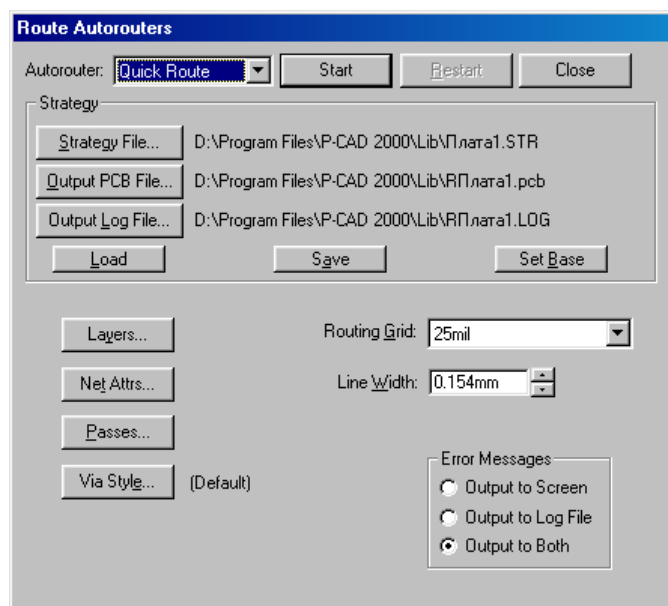 Route Autorouters
Autorouter: Quick Route Start Restart Close
Strategy
Strategy File... D:\Program Files\P-CAD 2000\Lib\Плата1.STR
Output PCB File... D:\Program Files\P-CAD 2000\Lib\RПлата1.pcb
Output Log File... D:\Program Files\P-CAD 2000\Lib\RПлата1.LOG
Load Save Set Base
Layers... Routing Grid: 25mil
Net Attrs... Line Width: 0.154mm
Passes...
Error Messages
Via Style... (Default) Output to Screen
Output to Log File
Output to Both